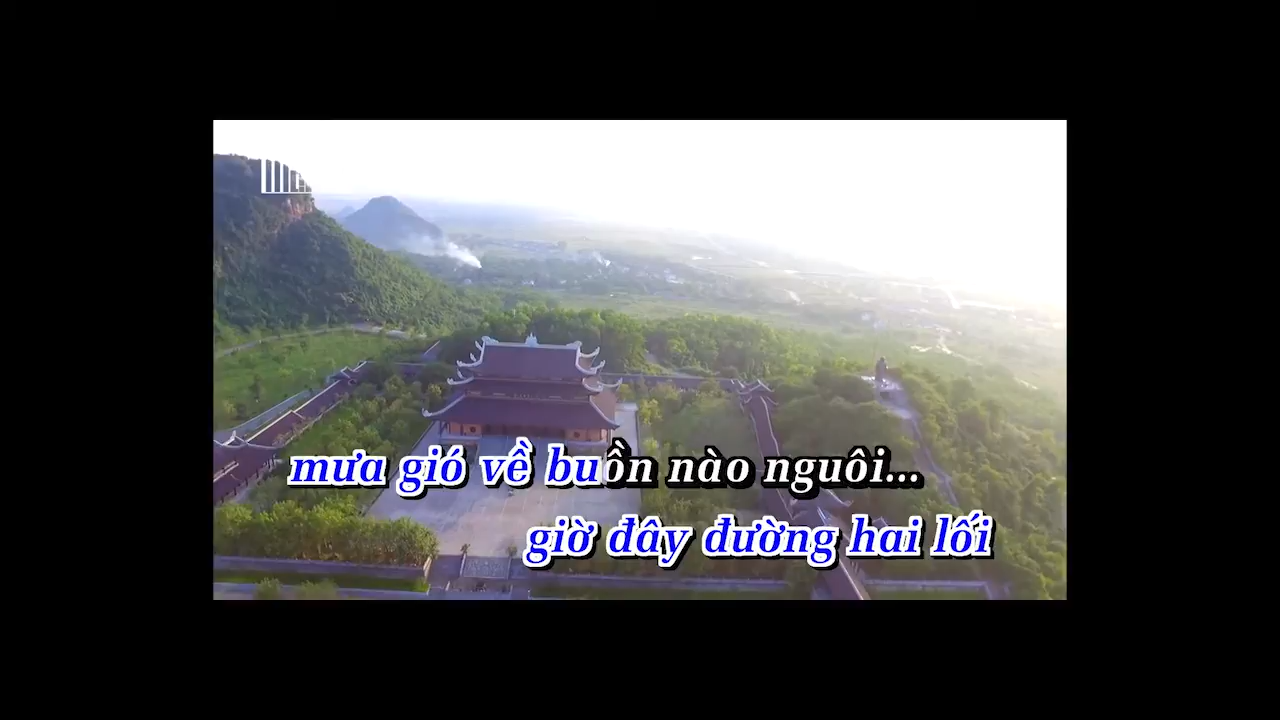 mưa gió về buồn nào nguôi...
giờ đây đường hai lối